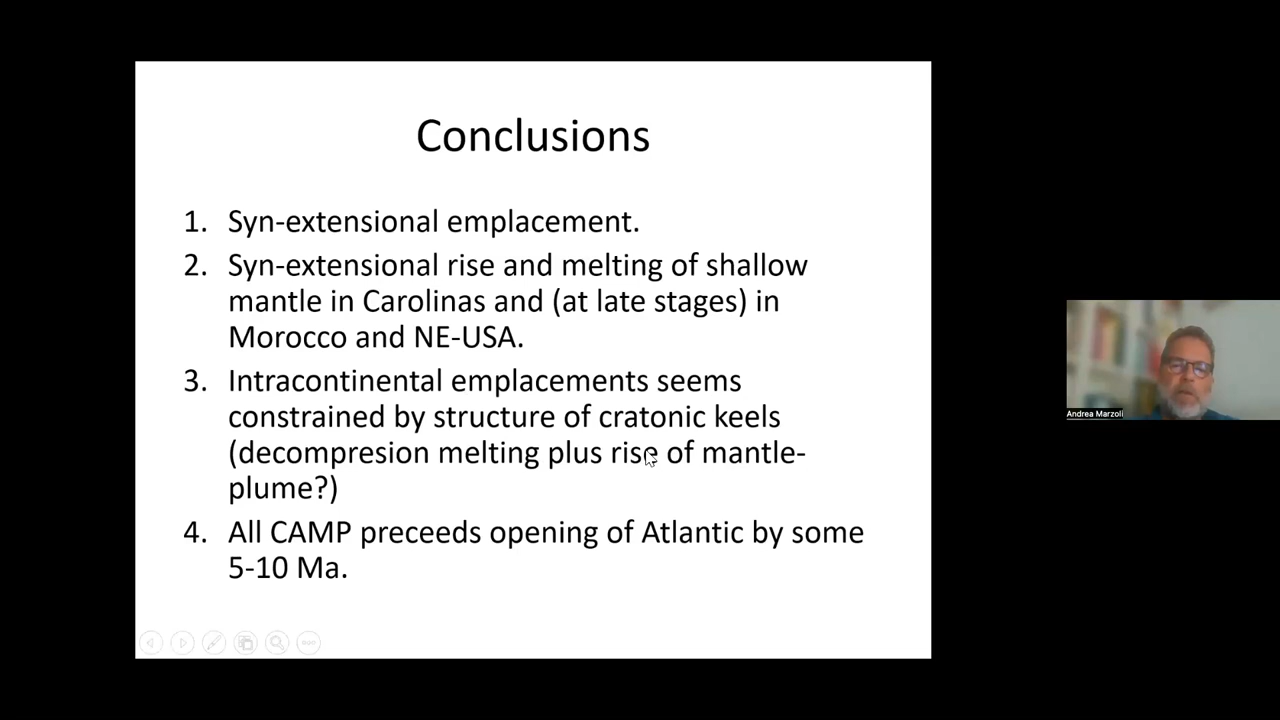 Conclusions
1. Syn-extensional emplacement.
2. Syn-extensional rise and melting of shallow
mantle in Carolinas and (at late stages) in
Morocco and NE-USA.
3. Intracontinental emplacements seems
constrained by structure of cratonic keels
(decompresion melting plus rise of mantle-
plume?)
4. All CAMP preceeds opening of Atlantic by some
5-10 Ma.
Andrea Marzoli